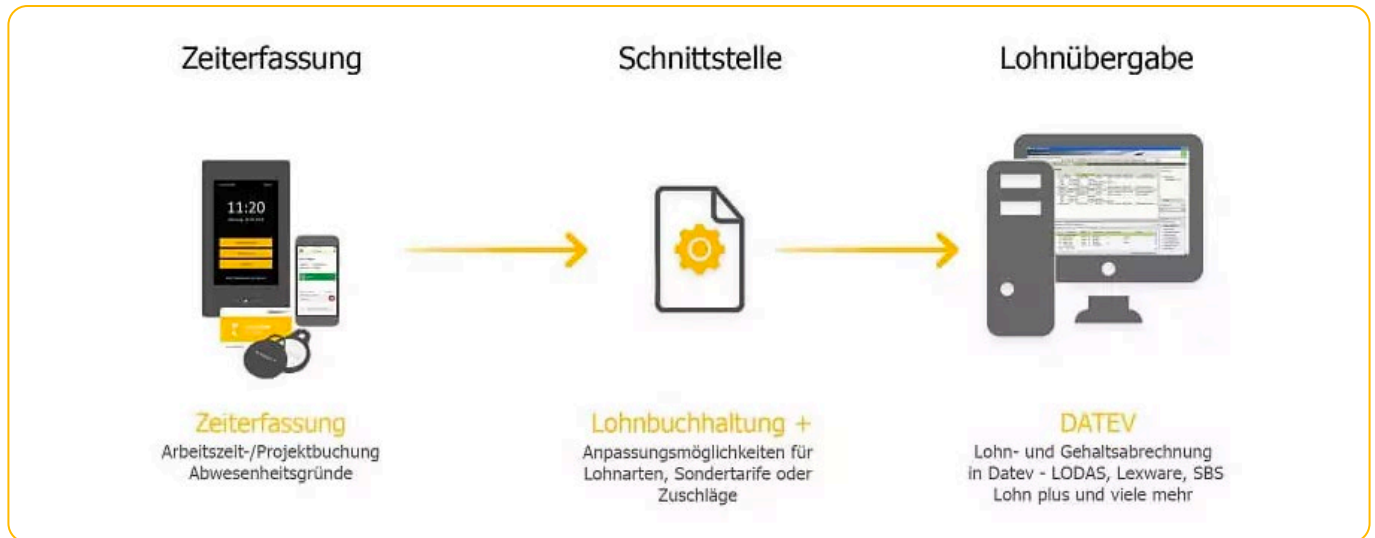 Zeiterfassung
Schnittstelle
Lohnübergabe
11:20
Zeiterfassung
Arbeitszeit-/Projektbuchung
Abwesenheitsgründe
Lohnbuchhaltung +
Anpassungsmöglichkeiten für
Lohnarten, Sondertarife oder
Zuschläge
DATEV
Lohn- und Gehaltsabrechnung
in Datev - LODAS, Lexware, SBS
Lohn plus und viele mehr